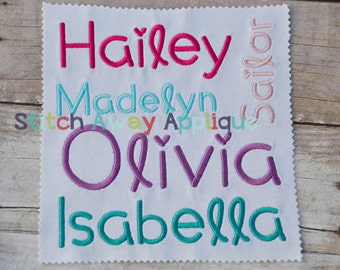 Hailey
Sailor
Madelyn
Stitch Away Applique
Olivia
Isabella